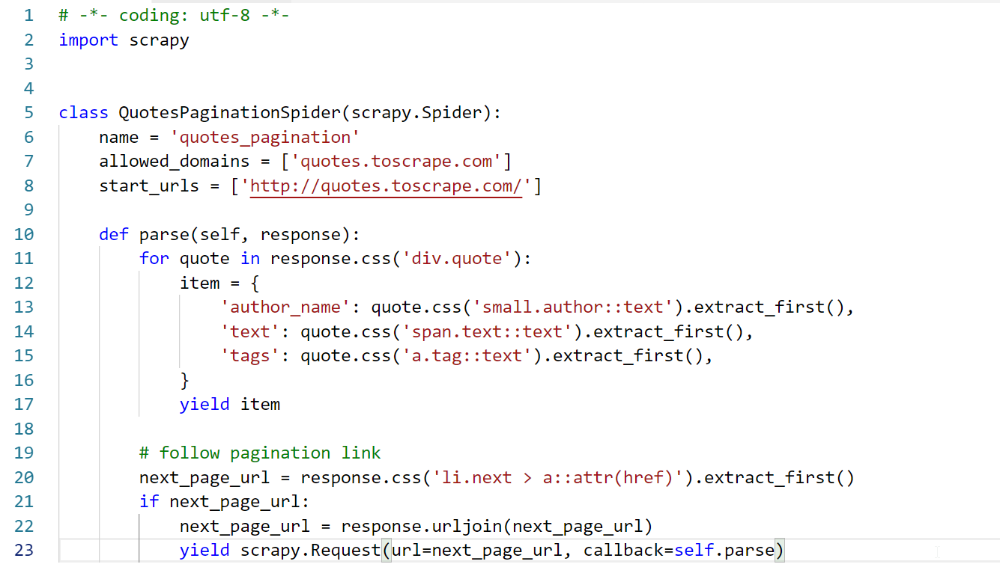 1 # -*- coding: utf-8 -*-
2 import scrapy
3
4
5 class QuotesPaginationSpider(scrapy.Spider):
6     name = 'quotes_pagination'
7     allowed_domains = ['quotes.toscrape.com']
8     start_urls = ['http://quotes.toscrape.com/']
9
10     def parse(self, response):
11         for quote in response.css('div.quote'):
12             item = {
13                 'author_name': quote.css('small.author::text').extract_first(),
14                 'text': quote.css('span.text::text').extract_first(),
15                 'tags': quote.css('a.tag::text').extract_first(),
16             }
17             yield item
18
19         # follow pagination link
20         next_page_url = response.css('li.next > a::attr(href)').extract_first()
21         if next_page_url:
22             next_page_url = response.urljoin(next_page_url)
23             yield scrapy.Request(url=next_page_url, callback=self.parse)